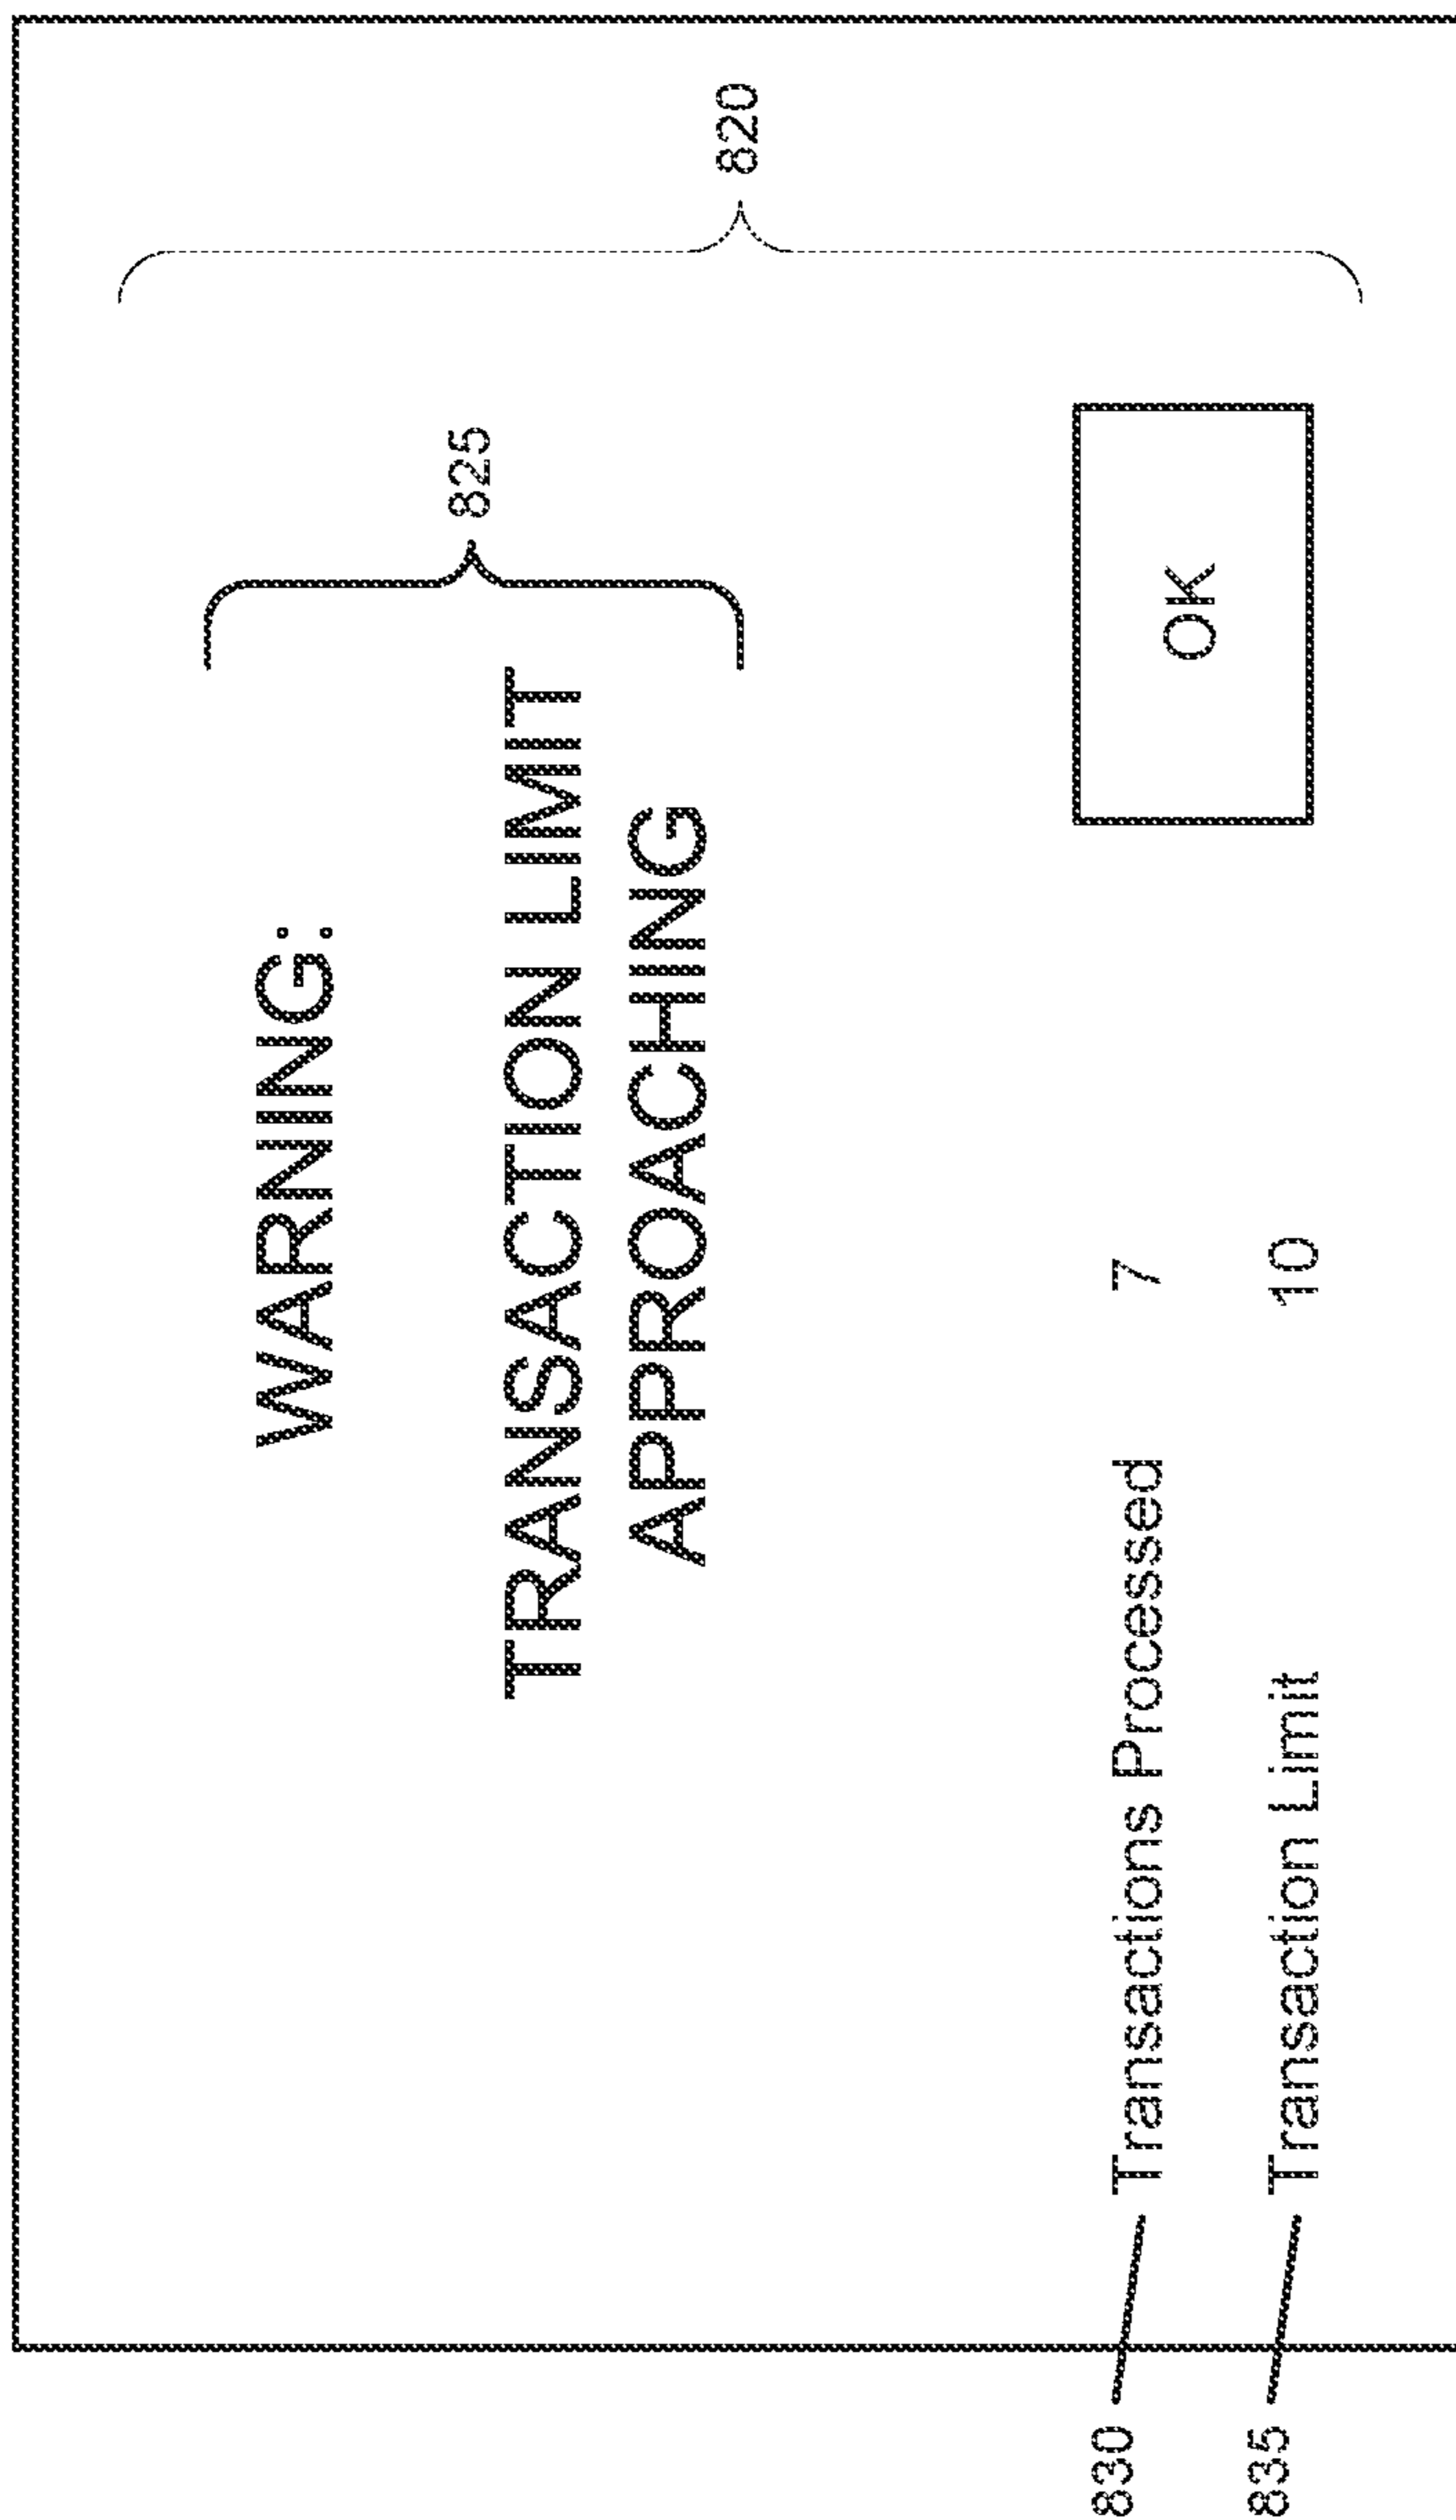 WARNING:
825
TRANSACTION LIMIT
APPROACHING
820
830 Transactions Processed 7
OK
835 Transaction Limit 10